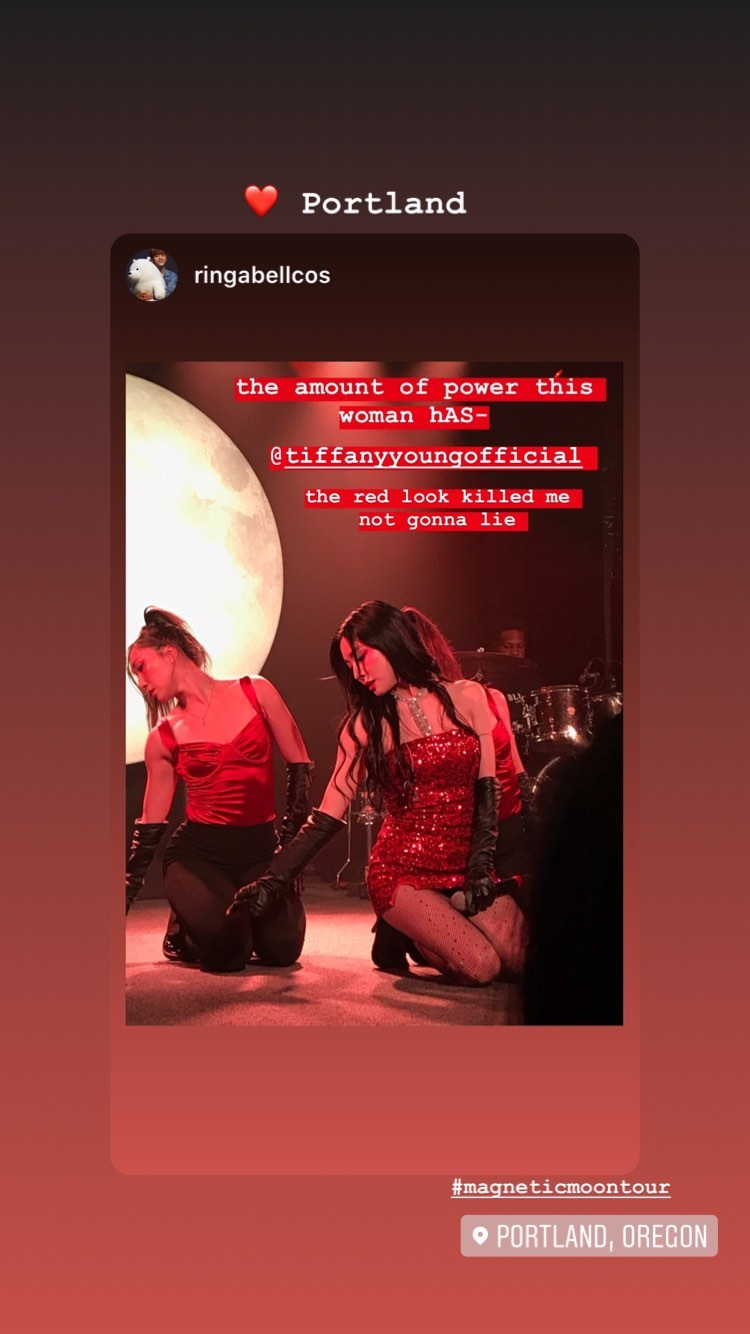 ❤️ Portland
ringabellcos
the amount of power this
woman hAS-
@tiffanyyoungofficial
the red look killed me
not gonna lie
#magneticmoontour
PORTLAND, OREGON